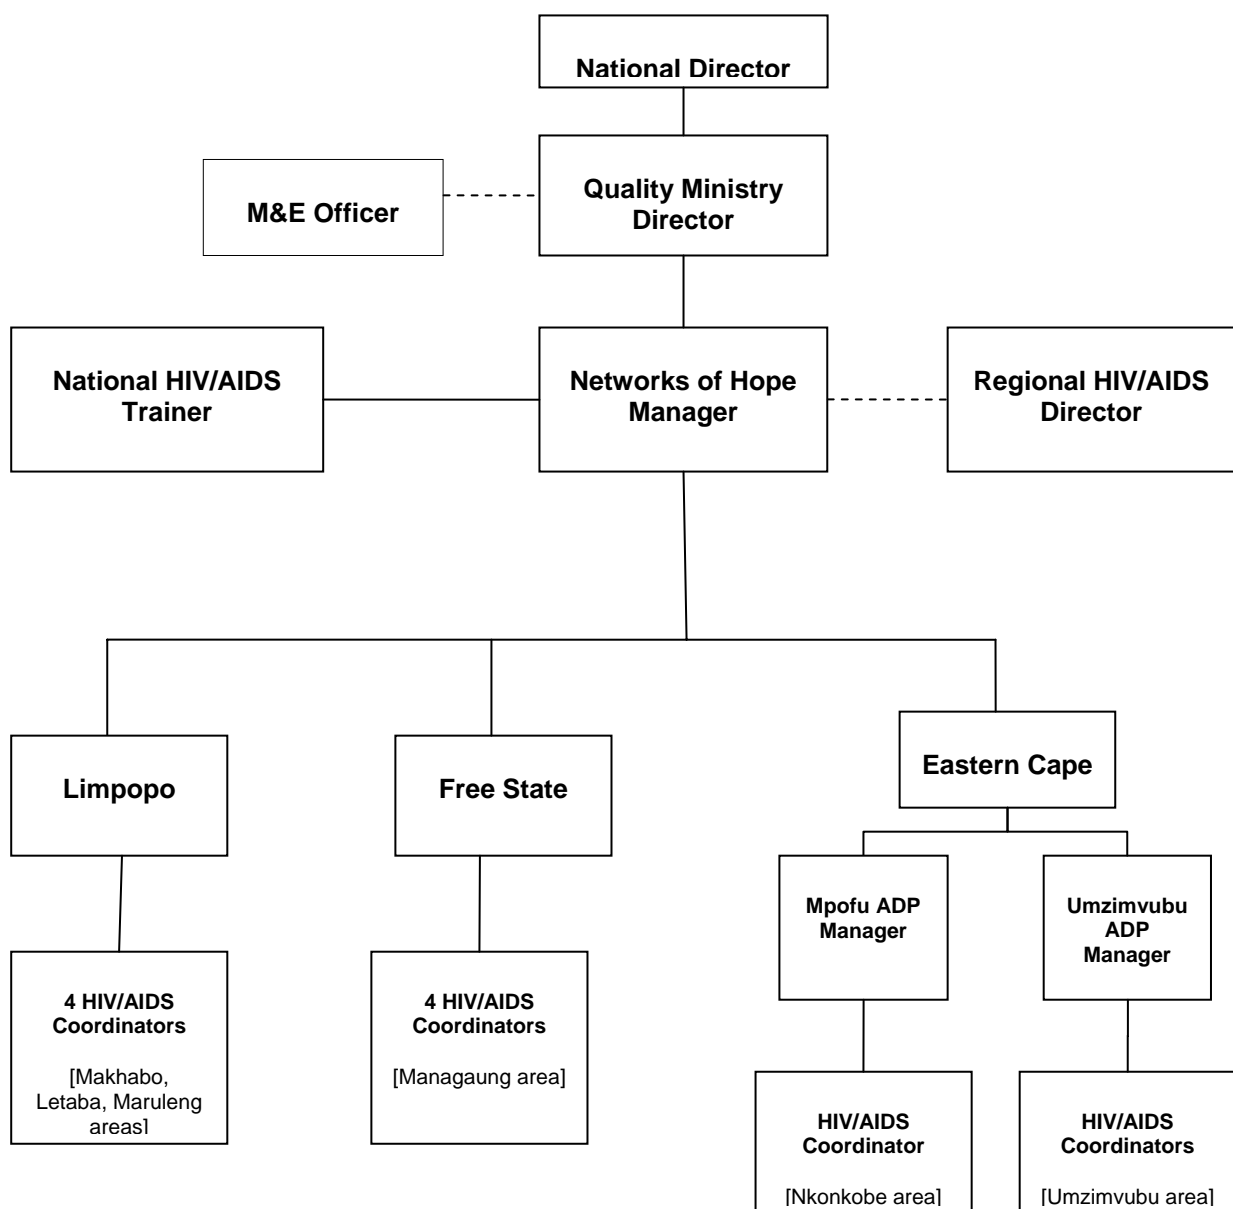 National Director
Quality Ministry
Director
M&E Officer
National HIV/AIDS
Trainer
Networks of Hope
Manager
Regional HIV/AIDS
Director
Limpopo
Free State
Eastern Cape
Mpofu ADP
Manager
Umzimvubu
ADP
Manager
4 HIV/AIDS
Coordinators
[Makhabo,
Letaba, Maruleng
areas]
4 HIV/AIDS
Coordinators
[Managaung area]
HIV/AIDS
Coordinator
[Nkonkobe area]
HIV/AIDS
Coordinators
[Umzimvubu area]